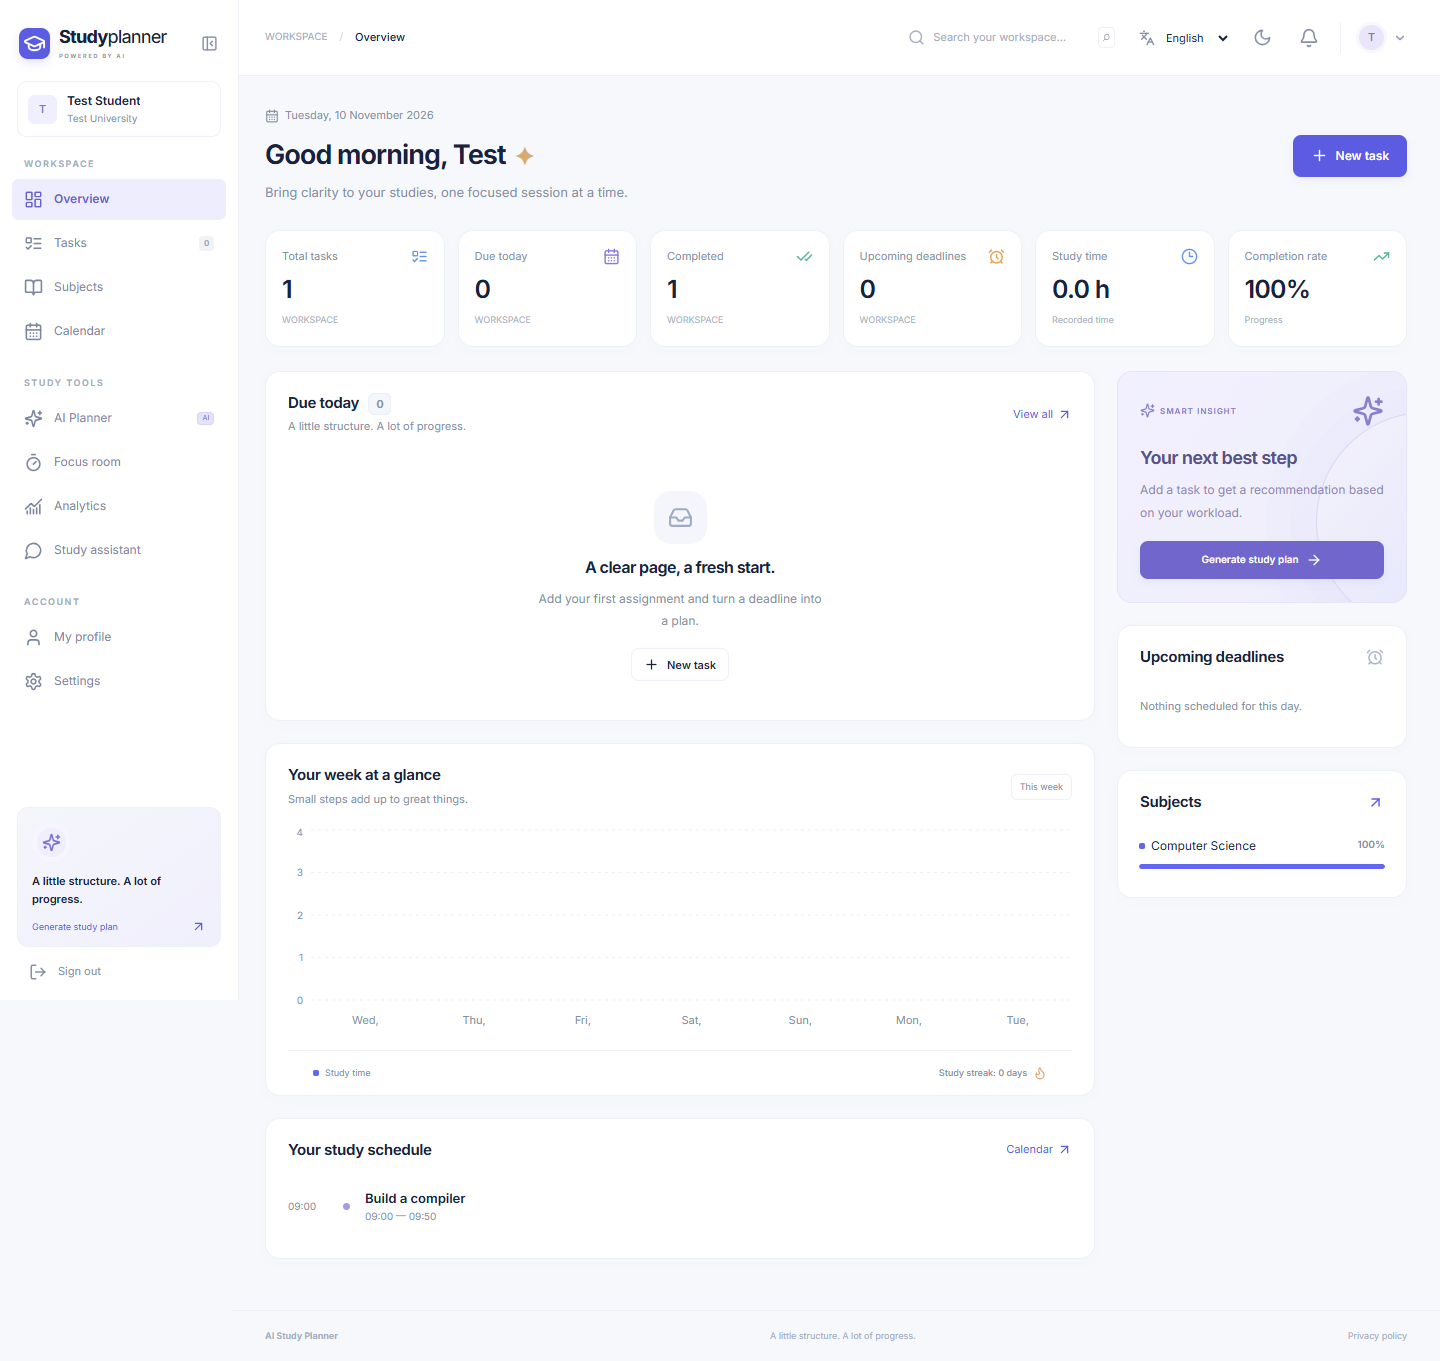 Studyplanner
POWERED BY AI
T
Test Student
Test University
WORKSPACE
Overview
Tasks
0
Subjects
Calendar
STUDY TOOLS
AI Planner
AI
Focus room
Analytics
Study assistant
ACCOUNT
My profile
Settings
A little structure. A lot of
progress.
Generate study plan
Sign out
WORKSPACE / Overview
Search your workspace...
English
T
Tuesday, 10 November 2026
Good morning, Test
Bring clarity to your studies, one focused session at a time.
New task
Total tasks
1
WORKSPACE
Due today
0
WORKSPACE
Completed
1
WORKSPACE
Upcoming deadlines
0
WORKSPACE
Study time
0.0 h
Recorded time
Completion rate
100%
Progress
Due today 0
A little structure. A lot of progress.
View all
A clear page, a fresh start.
Add your first assignment and turn a deadline into
a plan.
New task
Your week at a glance
Small steps add up to great things.
This week
4
3
2
1
0
Wed, Thu, Fri, Sat, Sun, Mon, Tue,
Study time
Study streak: 0 days
Your study schedule
Calendar
09:00
Build a compiler
09:00 — 09:50
SMART INSIGHT
Your next best step
Add a task to get a recommendation based
on your workload.
Generate study plan
Upcoming deadlines
Nothing scheduled for this day.
Subjects
Computer Science 100%
AI Study Planner
A little structure. A lot of progress.
Privacy policy